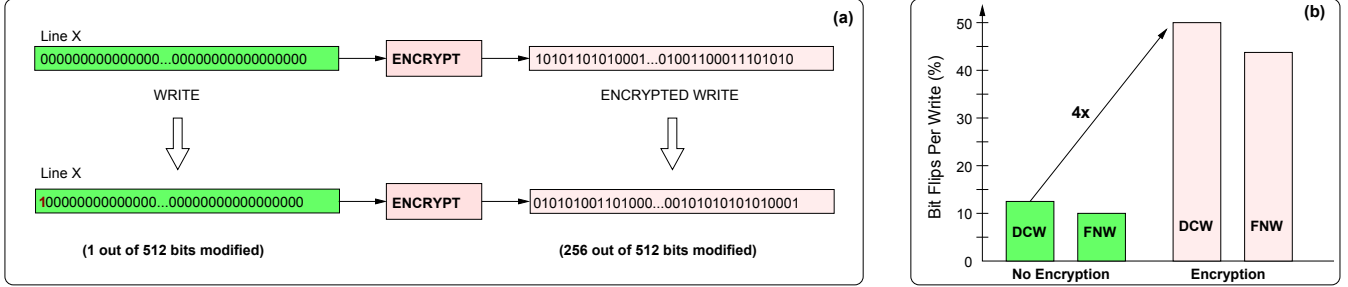 (a)
Line X
000000000000000...00000000000000000
ENCRYPT
10101101010001...01001100011101010
WRITE
ENCRYPTED WRITE
Line X
100000000000000...00000000000000000
ENCRYPT
010101001101000...00101010101010001
(1 out of 512 bits modified)
(256 out of 512 bits modified)
(b)
Bit Flips Per Write (%)
50
40
30
20
10
0
4x
DCW
FNW
DCW
FNW
No Encryption
Encryption